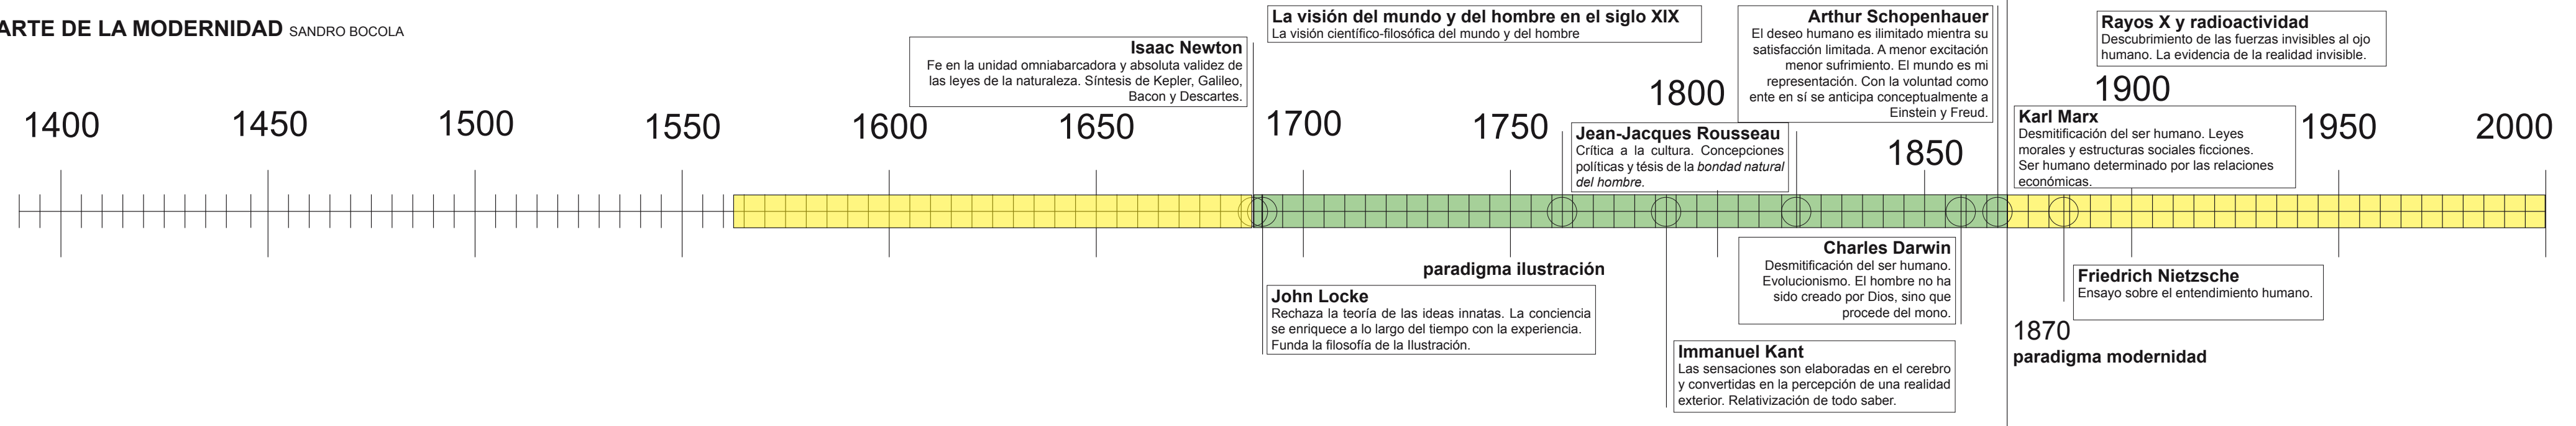 ARTE DE LA MODERNIDAD SANDRO BOCOLA
Isaac Newton
Fe en la unidad omniabarcadora y absoluta validez de
las leyes de la naturaleza. Síntesis de Kepler, Galileo,
Bacon y Descartes.
La visión del mundo y del hombre en el siglo XIX
La visión científico-filosófica del mundo y del hombre
Arthur Schopenhauer
El deseo humano es ilimitado mientra su
satisfacción limitada. A menor excitación
menor sufrimiento. El mundo es mi
representación. Con la voluntad como
ente en sí se anticipa conceptualmente a
Einstein y Freud.
Rayos X y radioactividad
Descubrimiento de las fuerzas invisibles al ojo
humano. La evidencia de la realidad invisible.
1400
1450
1500
1550
1600
1650
1700
1750
1800
1850
1900
1950
2000
Jean-Jacques Rousseau
Crítica a la cultura. Concepciones
políticas y tésis de la bondad natural
del hombre.
Karl Marx
Desmitificación del ser humano. Leyes
morales y estructuras sociales ficciones.
Ser humano determinado por las relaciones
económicas.
paradigma ilustración
John Locke
Rechaza la teoría de las ideas innatas. La conciencia
se enriquece a lo largo del tiempo con la experiencia.
Funda la filosofía de la Ilustración.
Charles Darwin
Desmitificación del ser humano.
Evolucionismo. El hombre no ha
sido creado por Dios, sino que
procede del mono.
Immanuel Kant
Las sensaciones son elaboradas en el cerebro
y convertidas en la percepción de una realidad
exterior. Relativización de todo saber.
Friedrich Nietzsche
Ensayo sobre el entendimiento humano.
1870
paradigma modernidad